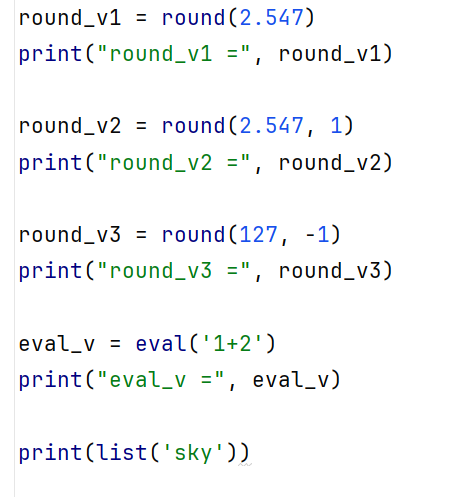 round_v1 = round(2.547)
print("round_v1 =", round_v1)
round_v2 = round(2.547, 1)
print("round_v2 =", round_v2)
round_v3 = round(127, -1)
print("round_v3 =", round_v3)
eval_v = eval('1+2')
print("eval_v =", eval_v)
print(list('sky'))